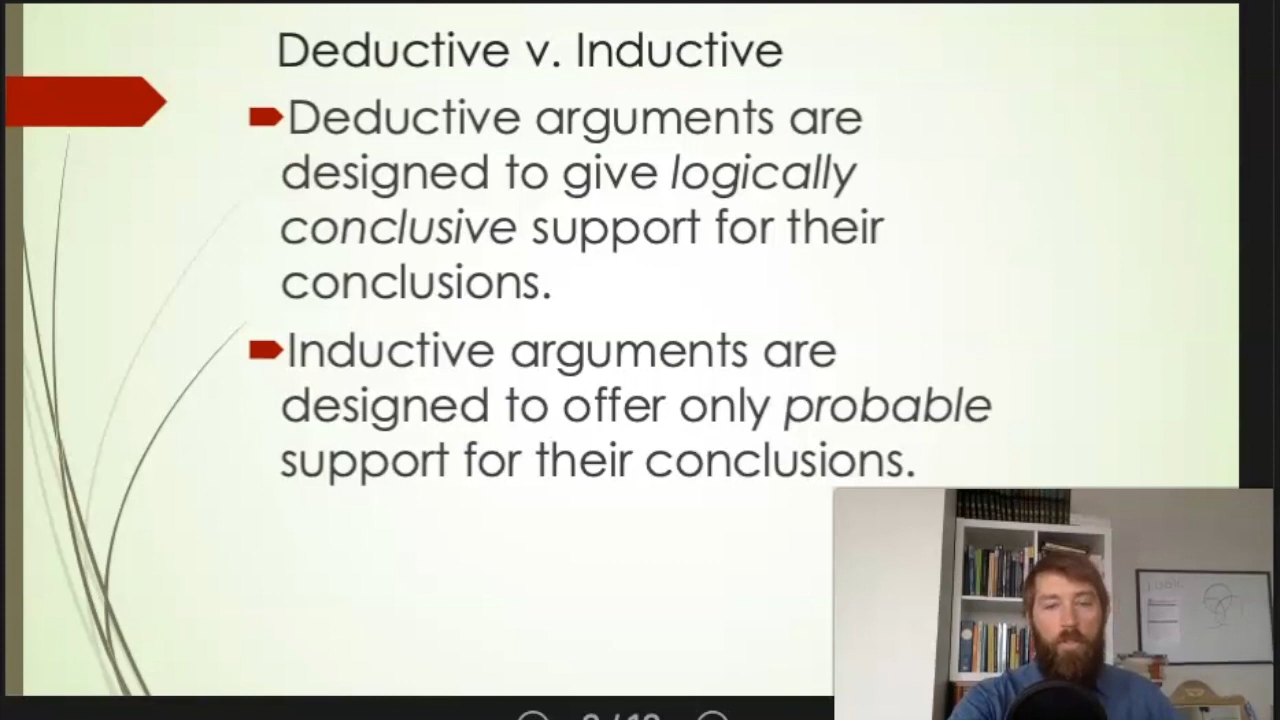 Deductive v. Inductive
Deductive arguments are
designed to give logically
conclusive support for their
conclusions.
Inductive arguments are
designed to offer only probable
support for their conclusions.